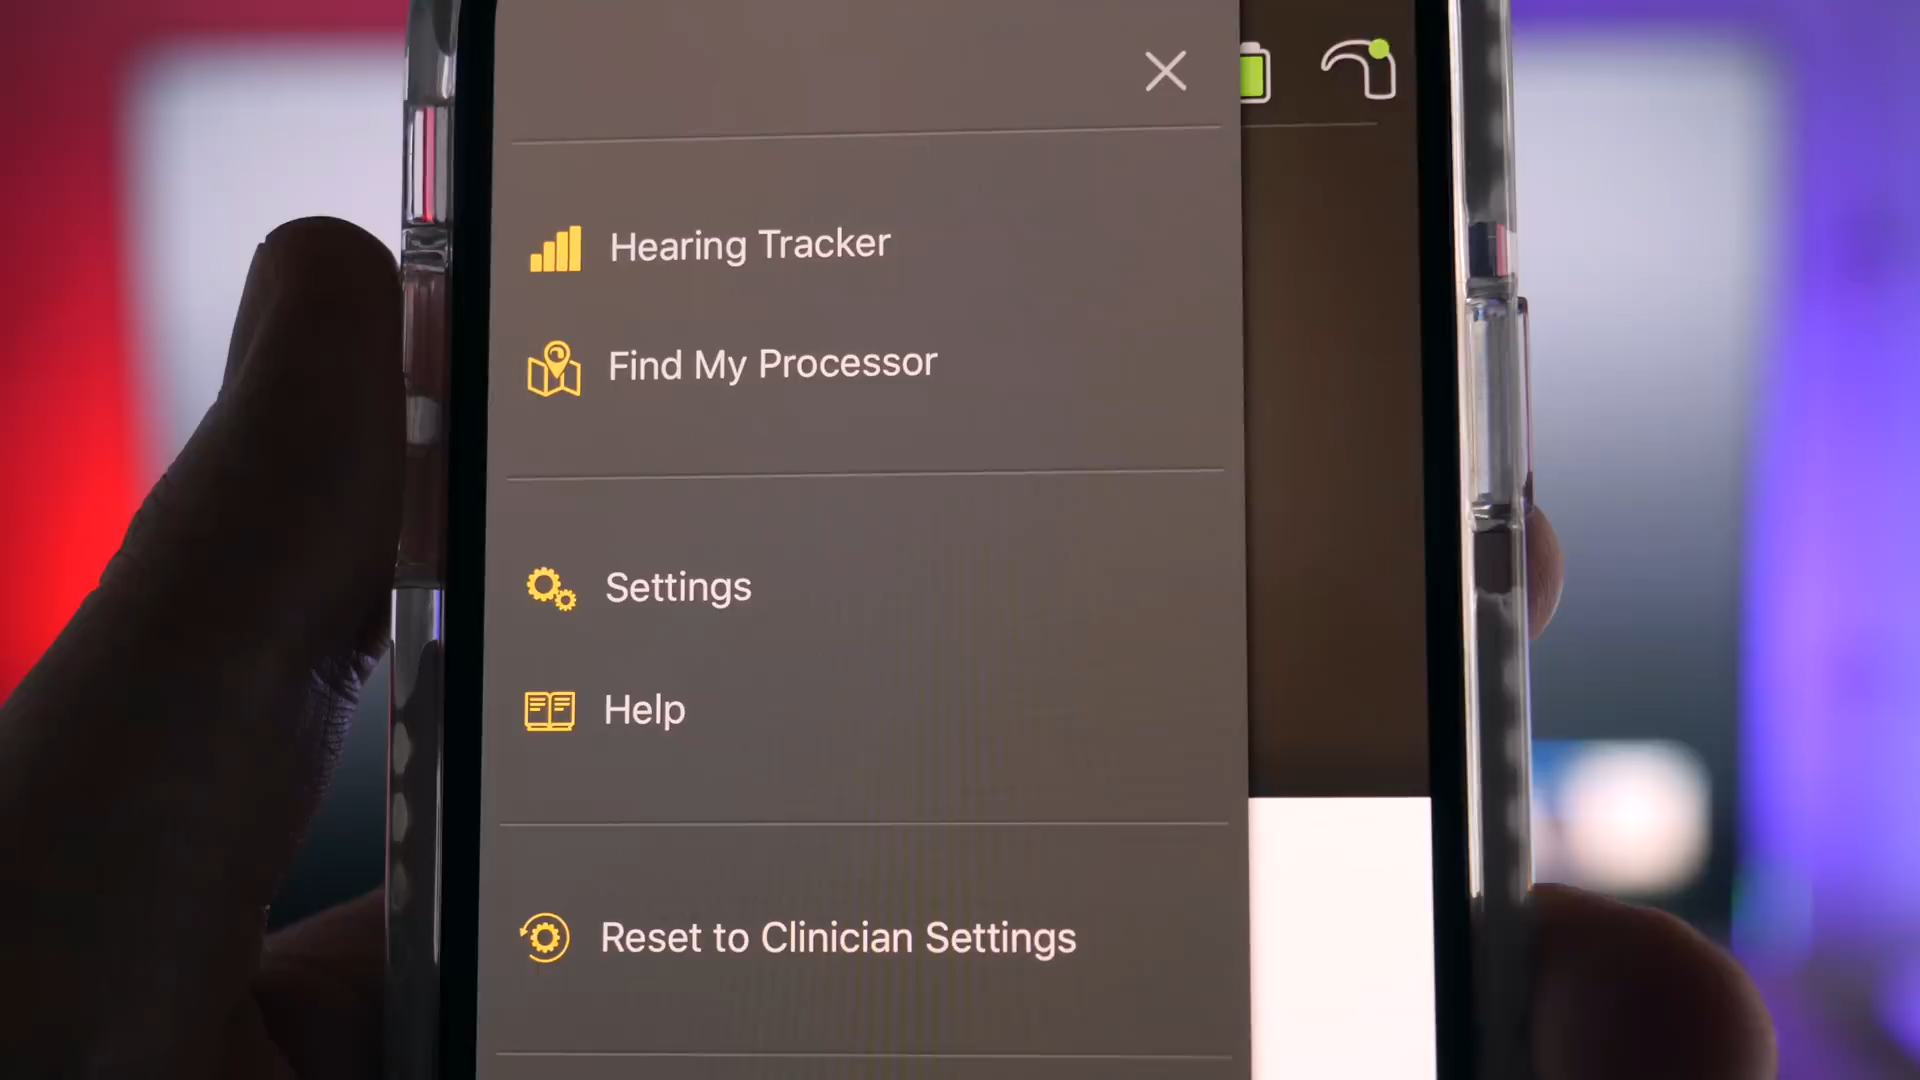 Hearing Tracker
Find My Processor
Settings
Help
Reset to Clinician Settings